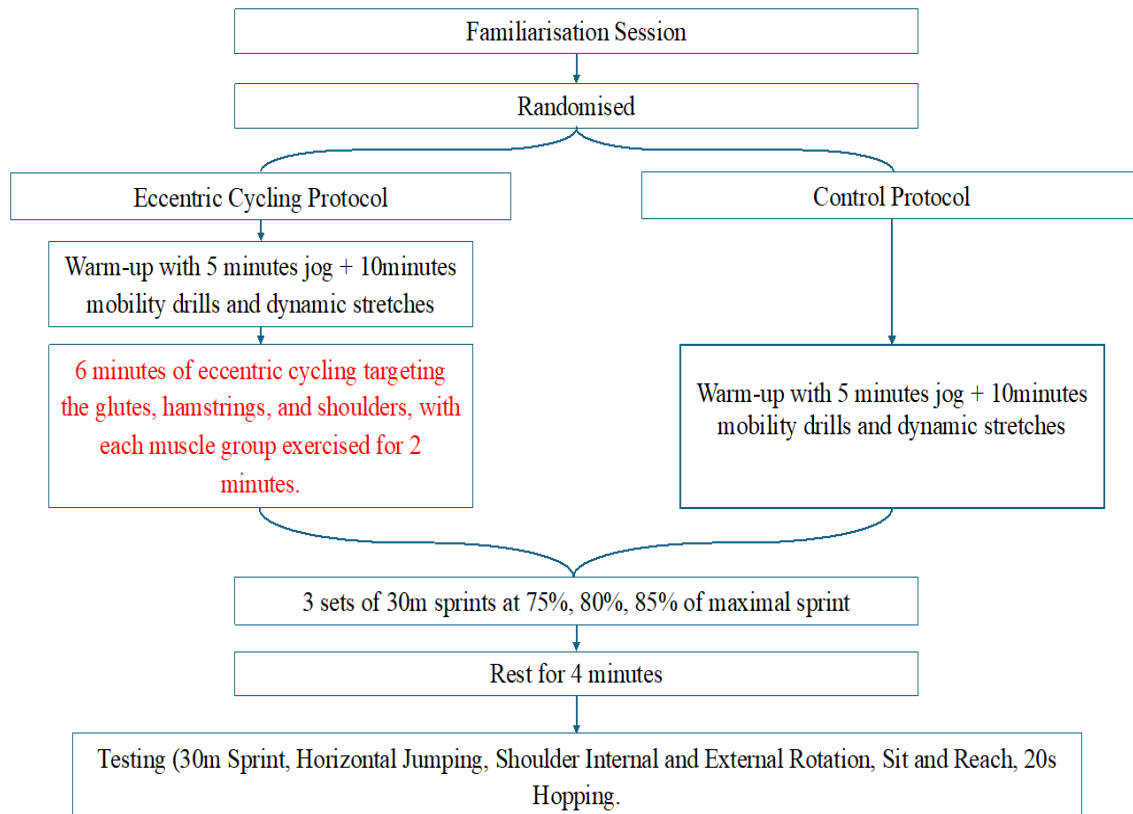 Familiarisation Session
Randomised
Eccentric Cycling Protocol
Control Protocol
Warm-up with 5 minutes jog + 10minutes
mobility drills and dynamic stretches
6 minutes of eccentric cycling targeting
the glutes, hamstrings, and shoulders, with
each muscle group exercised for 2
minutes.
Warm-up with 5 minutes jog + 10minutes
mobility drills and dynamic stretches
3 sets of 30m sprints at 75%, 80%, 85% of maximal sprint
Rest for 4 minutes
Testing (30m Sprint, Horizontal Jumping, Shoulder Internal and External Rotation, Sit and Reach, 20s
Hopping.